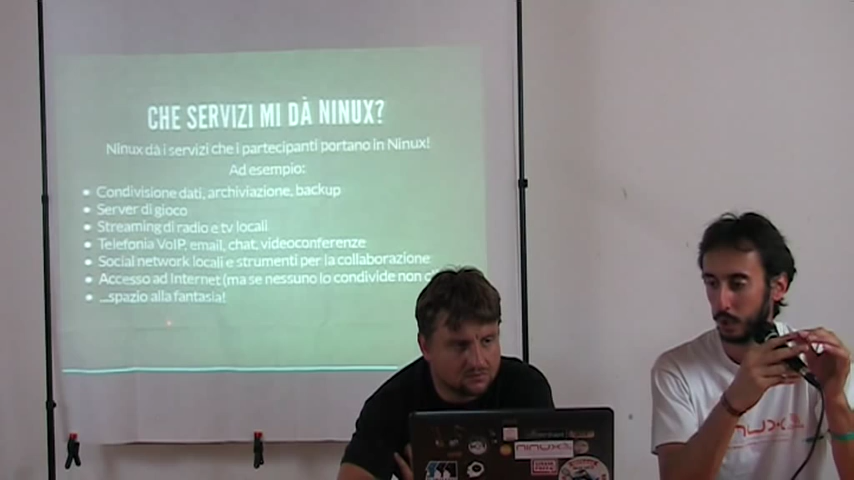 CHE SERVIZI MI DÀ NINUX?
Ninux dà i servizi che i partecipanti portano in Ninux!
Ad esempio:
Condivisione dati, archiviazione, backup
Server di gioco
Streaming di radio e tv locali
Telefonia VoIP, email, chat, videoconferenze
Social network locali e strumenti per la collaborazione
Accesso ad Internet (ma se nessuno lo condivide non
...spazio alla fantasia!
NINUX